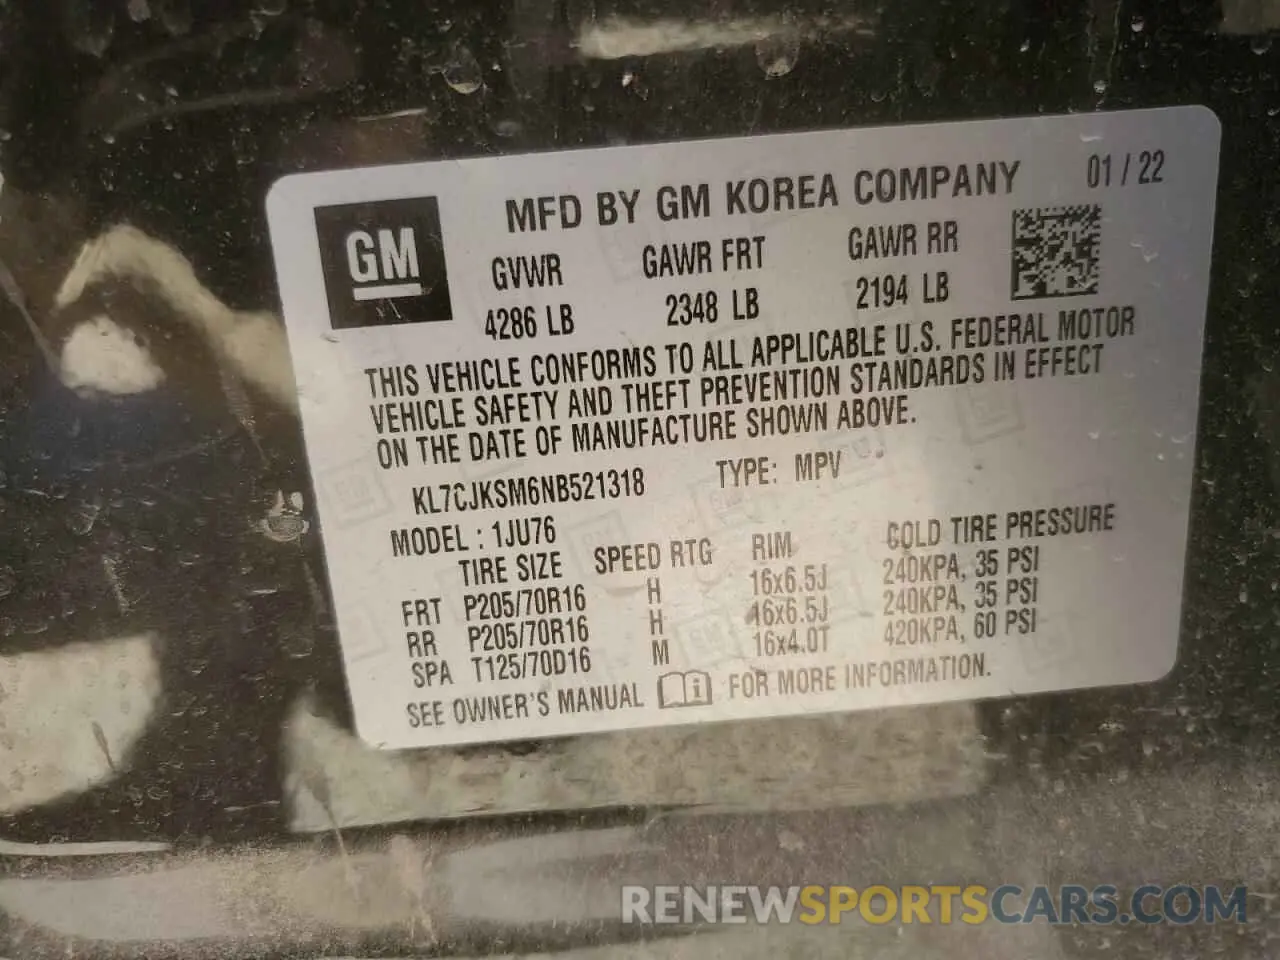 MFD BY GM KOREA COMPANY 01 / 22
GM
GVWR GAWR FRT GAWR RR
4286 LB 2348 LB 2194 LB
THIS VEHICLE CONFORMS TO ALL APPLICABLE U.S. FEDERAL MOTOR
VEHICLE SAFETY AND THEFT PREVENTION STANDARDS IN EFFECT
ON THE DATE OF MANUFACTURE SHOWN ABOVE.
KL7CJKSM6NB521318 TYPE: MPV
MODEL : 1JU76
TIRE SIZE SPEED RTG RIM COLD TIRE PRESSURE
FRT P205/70R16 H 16x6.5J 240KPA, 35 PSI
RR P205/70R16 H 16x6.5J 240KPA, 35 PSI
SPA T125/70D16 M 16x4.0T 420KPA, 60 PSI
SEE OWNER'S MANUAL FOR MORE INFORMATION.
RENEWSPORTSCARS.COM